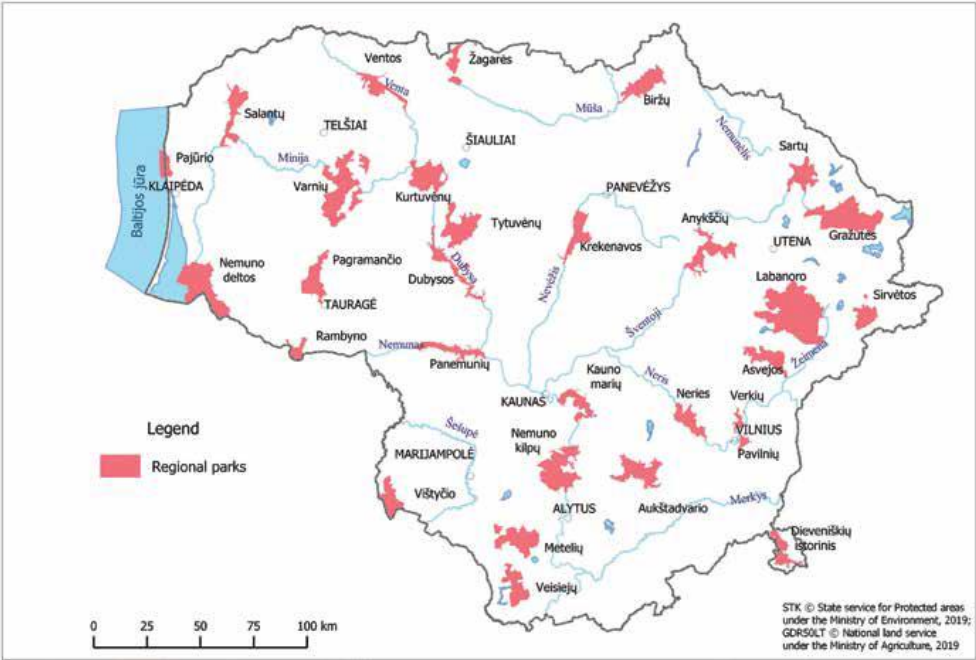 Ventos
Žagarės
Venta
Biržų
Mūša
Salantų
TELŠIAI
Nemunėlis
ŠIAULIAI
Sartų
Pajūrio
Minija
KLAIPĖDA
Varnių
Kurtuvėnų
PANEVĖŽYS
Baltijos jūra
Tytuvėnų
Anykščių
Gražutės
Krekenavos
UTENA
Nemuno
deltos
Pagramančio
Dubysos
Dubysa
Nevėžis
Labanoro
Sirvėtos
TAURAGĖ
Šventoji
Rambyno
Nemunas
Panemunių
Asvejos
Žeimena
Kauno
marių
Neris
Neries
Verkių
KAUNAS
Šešupė
Nemuno
kilpų
VILNIUS
Pavilnių
Legend
Regional parks
MARIJAMPOLĖ
Vištyčio
ALYTUS
Aukštadvario
Merkys
Dieveniškių
istorinis
Metelių
Veisiejų
0 25 50 75 100 km
STK © State service for Protected areas
under the Ministry of Environment, 2019;
GDR50LT © National land service
under the Ministry of Agriculture, 2019